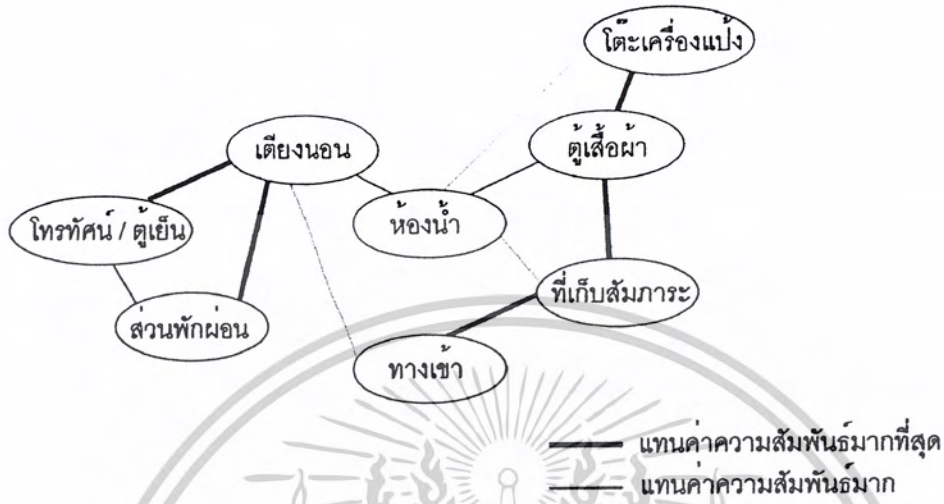 โต๊ะเครื่องแป้ง
ตู้เสื้อผ้า
เตียงนอน
ห้องน้ำ
โทรทัศน์ / ตู้เย็น
ที่เก็บสัมภาระ
ส่วนพักผ่อน
ทางเข้า
แทนค่าความสัมพันธ์มากที่สุด
แทนค่าความสัมพันธ์มาก